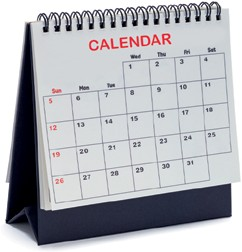 CALENDAR
Wed Thu Fri Sat
1 2 3 4
Sun Mon Tue
5 6 7 8 9 10 11
12 13 14 15 16 17 18
19 20 21 22 23 24 25
26 27 28 29 30 31